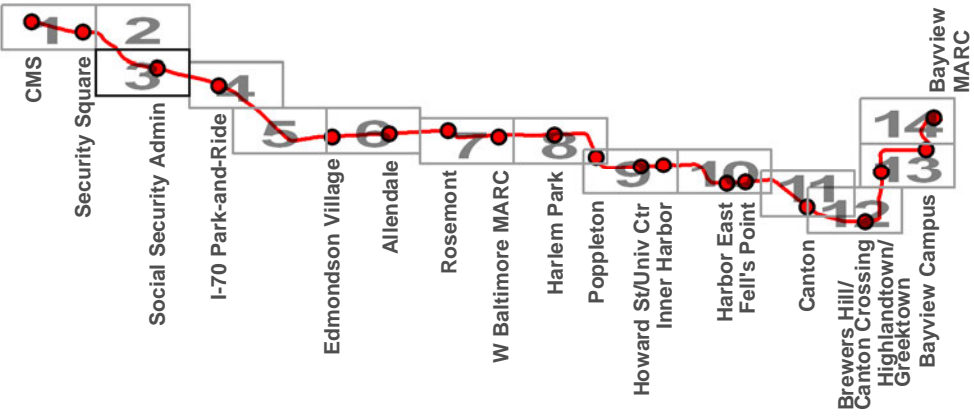 1
2
3
4
5
6
7
8
9
10
11
12
13
14
CMS
Security Square
Social Security Admin
I-70 Park-and-Ride
Edmondson Village
Allendale
Rosemont
W Baltimore MARC
Harlem Park
Poppleton
Howard St/Univ Ctr
Inner Harbor
Harbor East
Fell's Point
Canton
Brewers Hill/
Canton Crossing
Highlandtown/
Greektown
Bayview Campus
Bayview
MARC